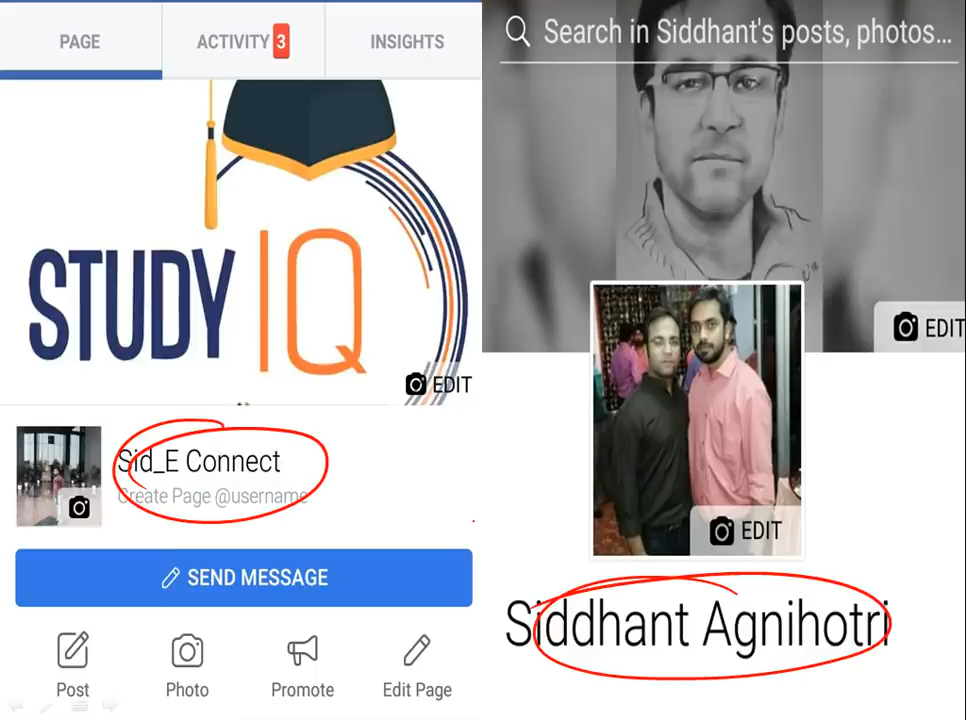 PAGE
ACTIVITY 3
INSIGHTS
STUDY IQ
EDIT
Sid_E Connect
Create Page @username
SEND MESSAGE
Post
Photo
Promote
Edit Page
Search in Siddhant's posts, photos...
EDIT
EDIT
Siddhant Agnihotri